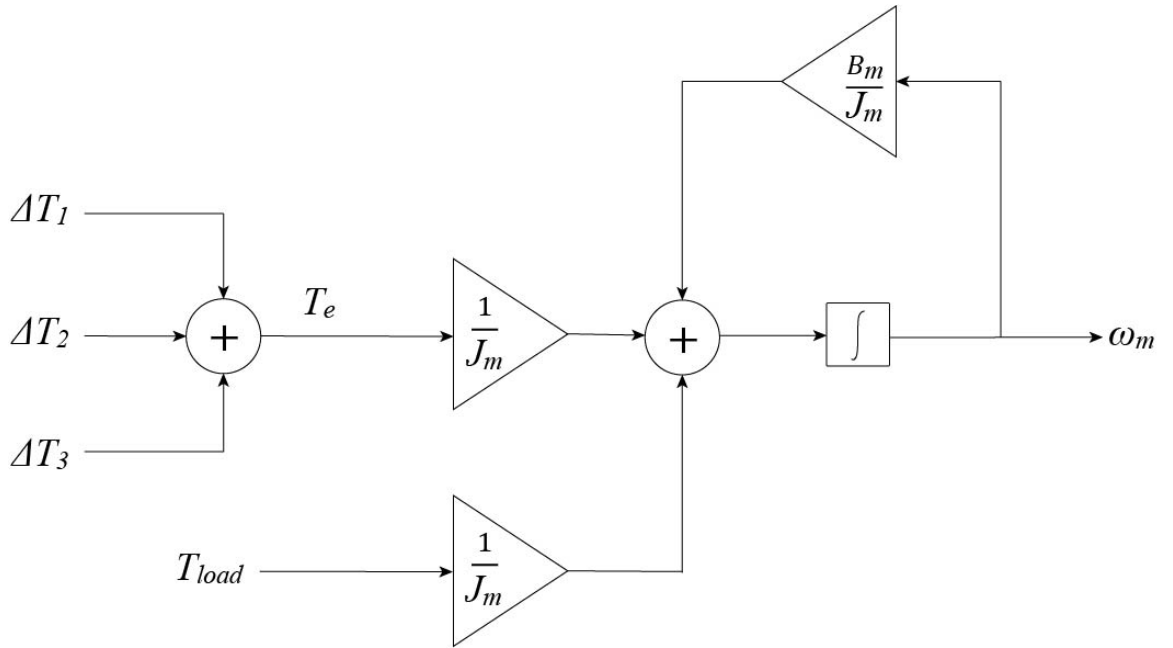 B_m
J_m
ΔT_1
ΔT_2
ΔT_3
+
T_e
1
J_m
+
∫
ω_m
T_load
1
J_m